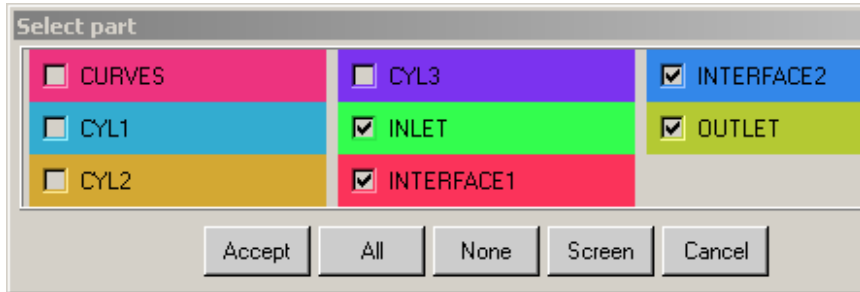 Select part
CURVES CYL3 INTERFACE2
CYL1 INLET OUTLET
CYL2 INTERFACE1
Accept All None Screen Cancel